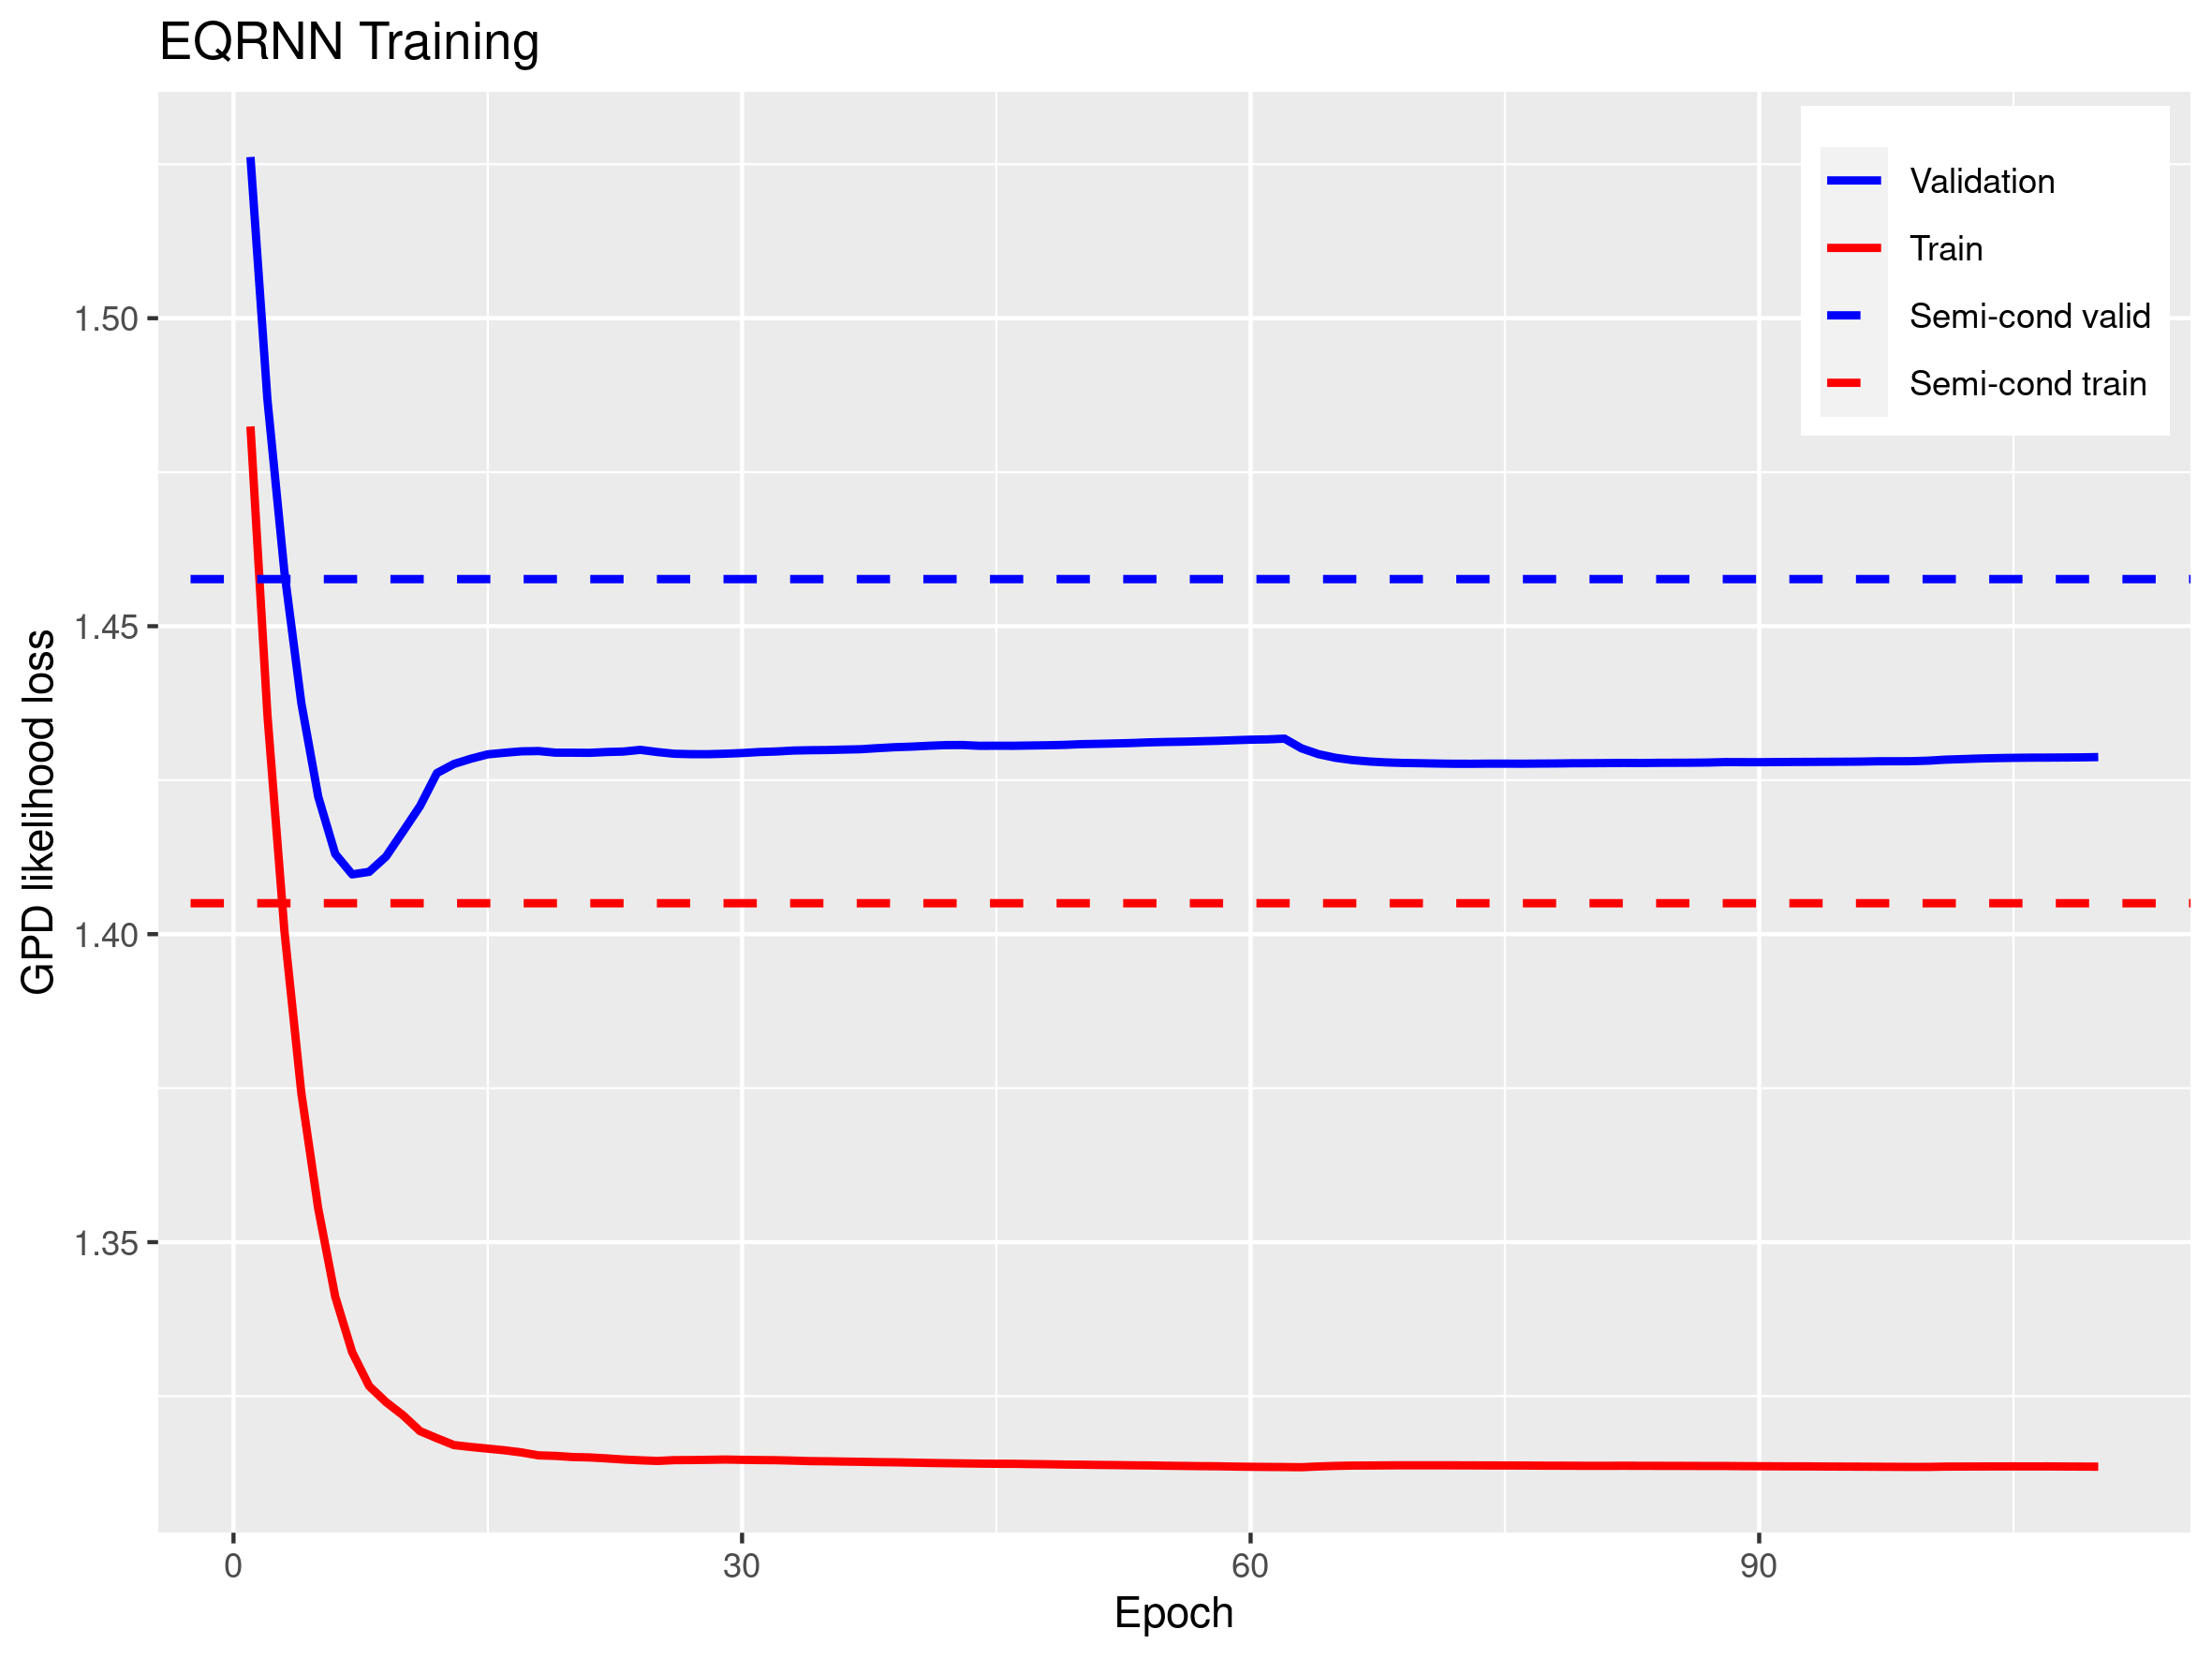 EQRNN Training
Validation
Train
Semi-cond valid
Semi-cond train
GPD likelihood loss
1.50
1.45
1.40
1.35
0 30 60 90
Epoch